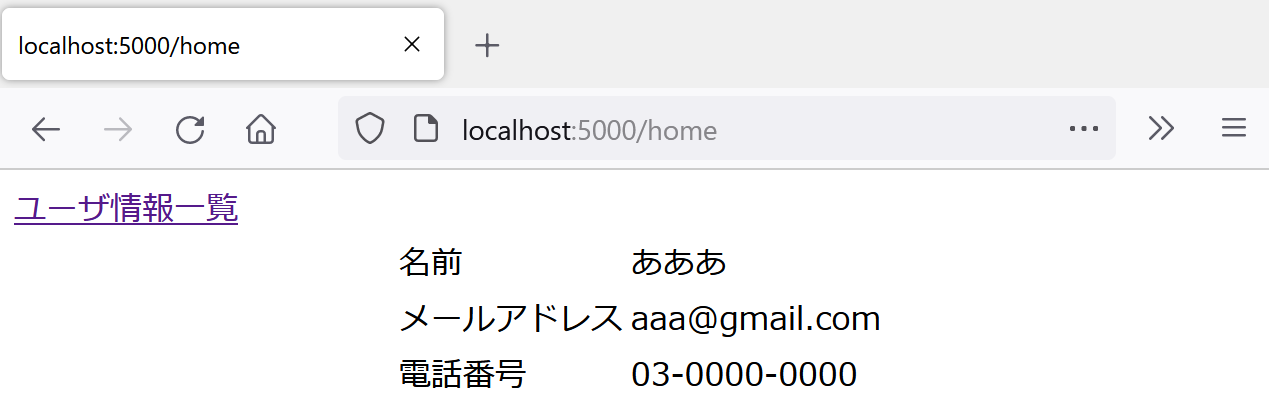 localhost:5000/home
localhost:5000/home
ユーザ情報一覧
名前 あああ
メールアドレス aaa@gmail.com
電話番号 03-0000-0000